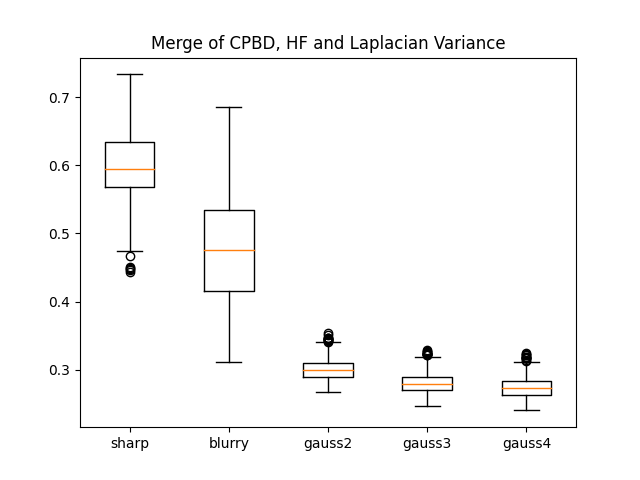 Merge of CPBD, HF and Laplacian Variance
0.7
0.6
0.5
0.4
0.3
sharp blurry gauss2 gauss3 gauss4